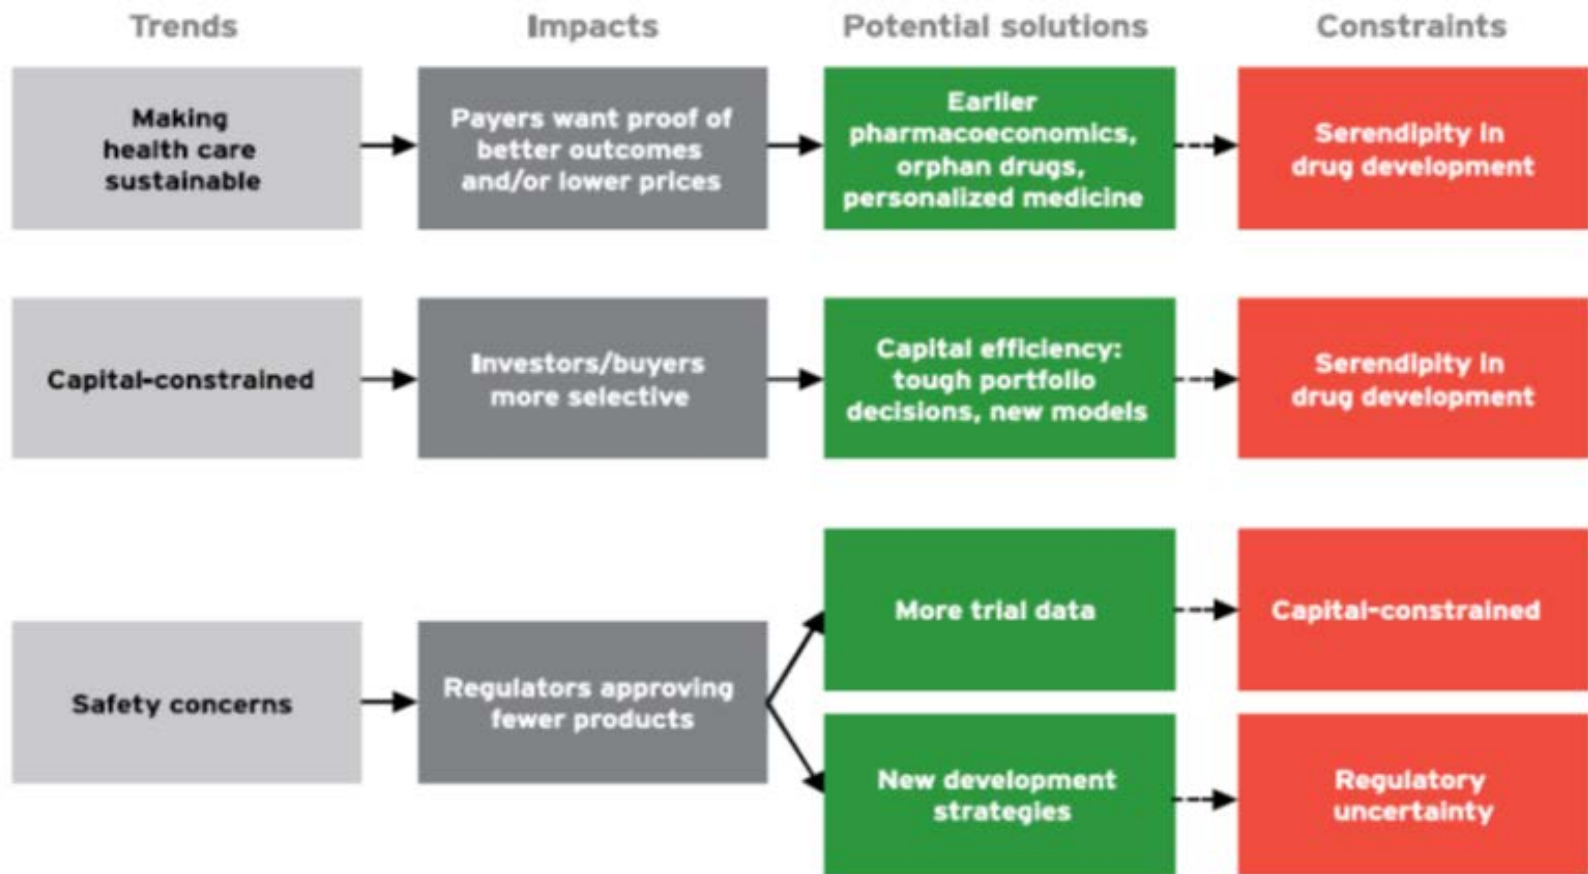 Trends
Impacts
Potential solutions
Constraints
Making
health care
sustainable
Payers want proof of
better outcomes
and/or lower prices
Earlier
pharmacoeconomics,
orphan drugs,
personalized medicine
Serendipity in
drug development
Capital-constrained
Investors/buyers
more selective
Capital efficiency:
tough portfolio
decisions, new models
Serendipity in
drug development
Safety concerns
Regulators approving
fewer products
More trial data
Capital-constrained
New development
strategies
Regulatory
uncertainty